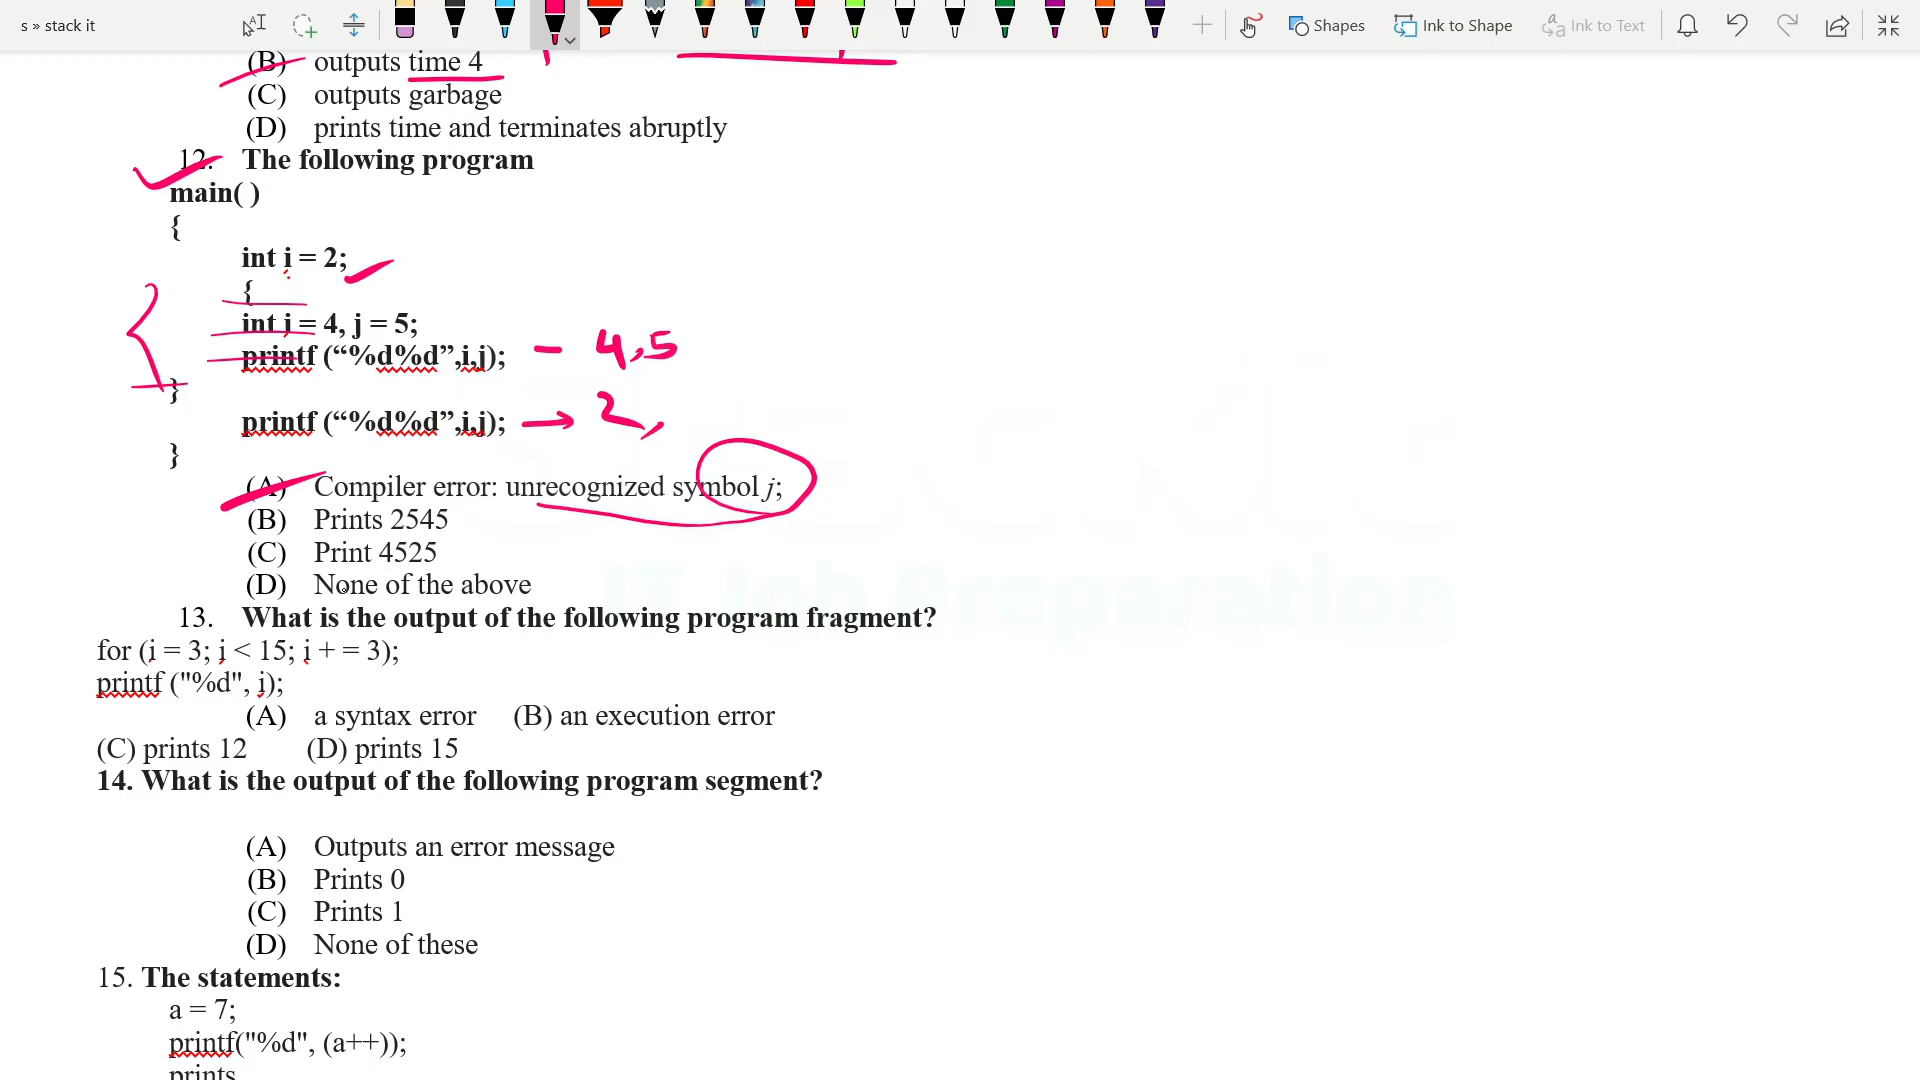 s » stack it
Shapes
Ink to Shape
Ink to Text
(B) outputs time 4
(C) outputs garbage
(D) prints time and terminates abruptly
12. The following program
main( )
{
int i = 2;
{
int i = 4, j = 5;
printf (“%d%d”,i,j); - 4,5
}
printf (“%d%d”,i,j); → 2,
}
(A) Compiler error: unrecognized symbol j;
(B) Prints 2545
(C) Print 4525
(D) None of the above
IT Job Preparation
13. What is the output of the following program fragment?
for (i = 3; i < 15; i + = 3);
printf ("%d", i);
(A) a syntax error (B) an execution error
(C) prints 12 (D) prints 15
14. What is the output of the following program segment?
(A) Outputs an error message
(B) Prints 0
(C) Prints 1
(D) None of these
15. The statements:
a = 7;
printf("%d", (a++));
prints